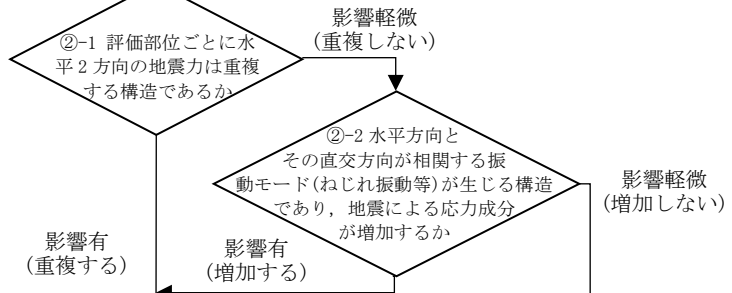 影響軽微
(重複しない)
②-1 評価部位ごとに水
平２方向の地震力は重複
する構造であるか
②-2 水平方向と
その直交方向が相関する振
動モード(ねじれ振動等)が生じる構造
であり，地震による応力成分
が増加するか
影響軽微
(増加しない)
影響有
(重複する)
影響有
(増加する)